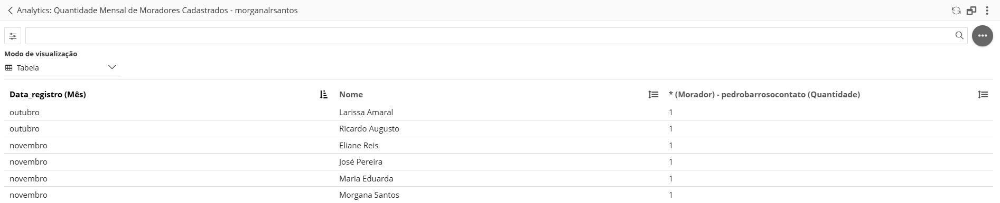 Analytics: Quantidade Mensal de Moradores Cadastrados - morganalrsantos
Modo de visualização
Tabela
Data_registro (Mês) Nome * (Morador) - pedrobarrosocontato (Quantidade)
outubro Larissa Amaral 1
outubro Ricardo Augusto 1
novembro Eliane Reis 1
novembro José Pereira 1
novembro Maria Eduarda 1
novembro Morgana Santos 1